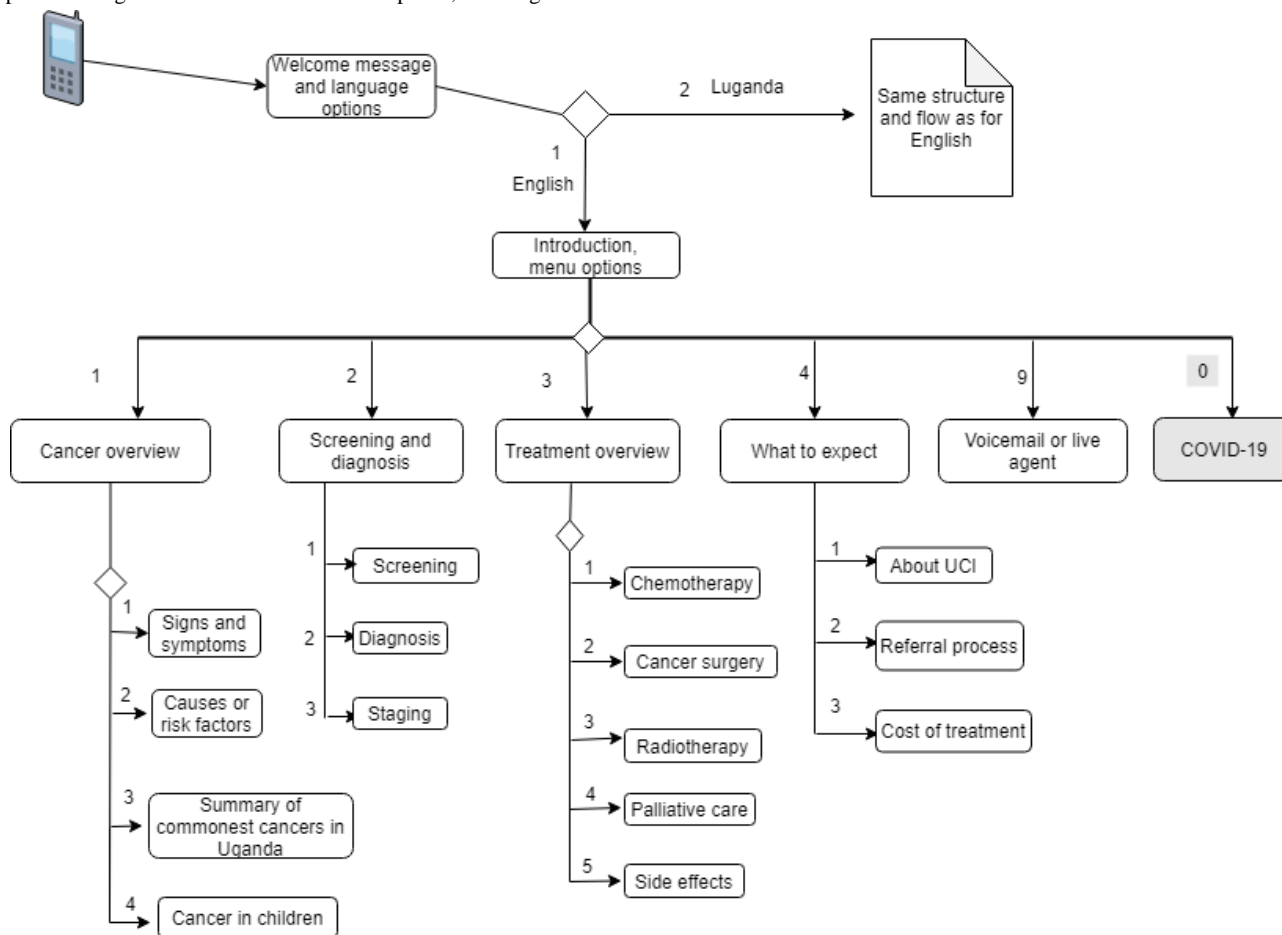 Welcome message
and language
options
2 Luganda
Same structure
and flow as for
English
1
English
Introduction,
menu options
1
2
3
4
9
0
Cancer overview
Screening and
diagnosis
Treatment overview
What to expect
Voicemail or live
agent
COVID-19
1
Signs and
symptoms
2
Causes or
risk factors
3
Summary of
commonest cancers in
Uganda
4
Cancer in children
1
Screening
2
Diagnosis
3
Staging
1
Chemotherapy
2
Cancer surgery
3
Radiotherapy
4
Palliative care
5
Side effects
1
About UCI
2
Referral process
3
Cost of treatment